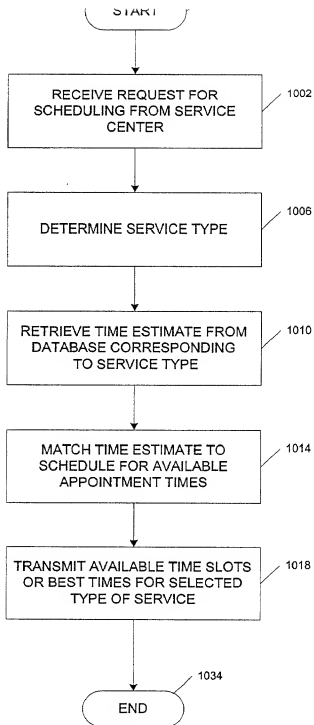 START
RECEIVE REQUEST FOR
SCHEDULING FROM SERVICE
CENTER
1002
DETERMINE SERVICE TYPE
1006
RETRIEVE TIME ESTIMATE FROM
DATABASE CORRESPONDING
TO SERVICE TYPE
1010
MATCH TIME ESTIMATE TO
SCHEDULE FOR AVAILABLE
APPOINTMENT TIMES
1014
TRANSMIT AVAILABLE TIME SLOTS
OR BEST TIMES FOR SELECTED
TYPE OF SERVICE
1018
1034
END